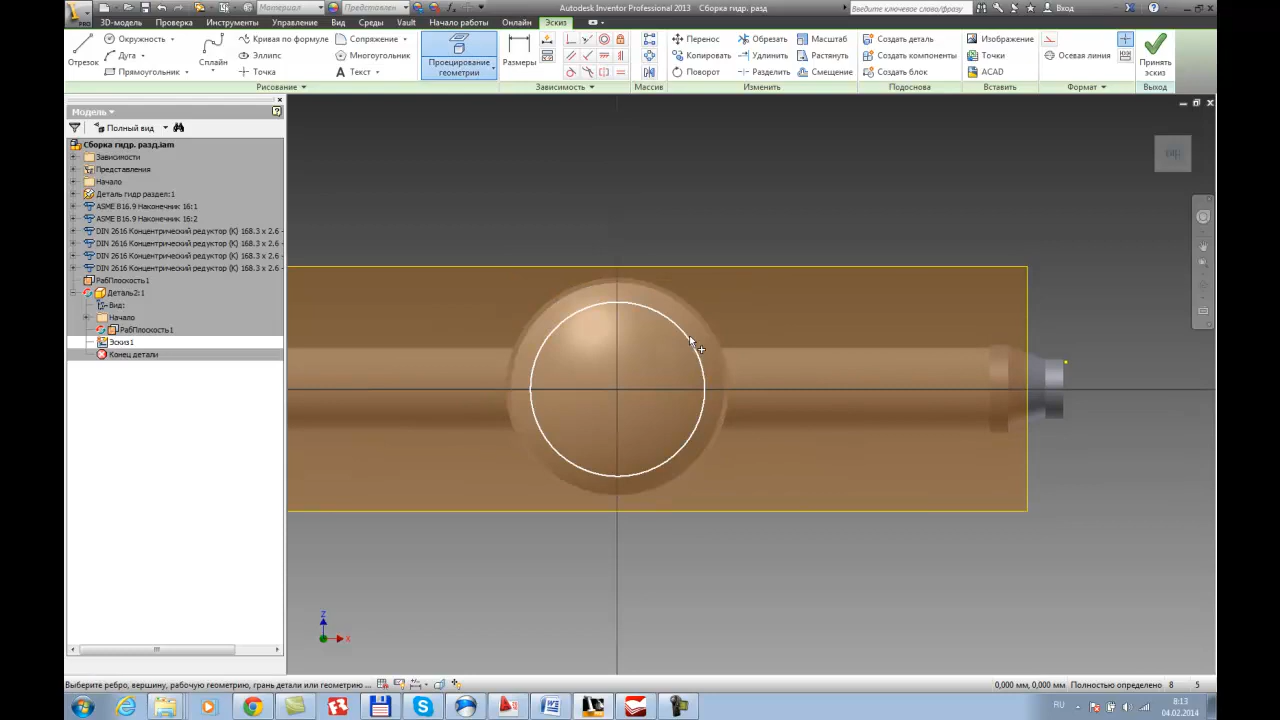 Материал
Представлен
Autodesk Inventor Professional 2013
Сборка гидр. разд
Введите ключевое слово/фразу
Вход
PRO
3D-модель
Проверка
Инструменты
Управление
Вид
Среды
Vault
Начало работы
Онлайн
Эскиз
Отрезок
Окружность
Дуга
Прямоугольник
Сплайн
Кривая по формуле
Эллипс
Точка
Сопряжение
Многоугольник
Текст
Проецирование
геометрии
Размеры
Перенос
Копировать
Поворот
Обрезать
Удлинить
Разделить
Масштаб
Растянуть
Смещение
Создать деталь
Создать компоненты
Создать блок
Изображение
Точки
ACAD
Осевая линия
Принять
эскиз
Рисование
Зависимость
Массив
Изменить
Подоснова
Вставить
Формат
Выход
Модель
Полный вид
Сборка гидр. разд.iam
Зависимости
Представления
Начало
Деталь гидр раздел:1
ASME B16.9 Наконечник 16:1
ASME B16.9 Наконечник 16:2
DIN 2616 Концентрический редуктор (K) 168.3 x 2.6 -
DIN 2616 Концентрический редуктор (K) 168.3 x 2.6 -
DIN 2616 Концентрический редуктор (K) 168.3 x 2.6 -
DIN 2616 Концентрический редуктор (K) 168.3 x 2.6 -
РабПлоскость1
Деталь2:1
Вид:
Начало
РабПлоскость1
Эскиз1
Конец детали
Z
X
Выберите ребро, вершину, рабочую геометрию, грань детали или геометрию ...
0,000 мм, 0,000 мм
Полностью определено
8
5
RU
8:13
04.02.2014